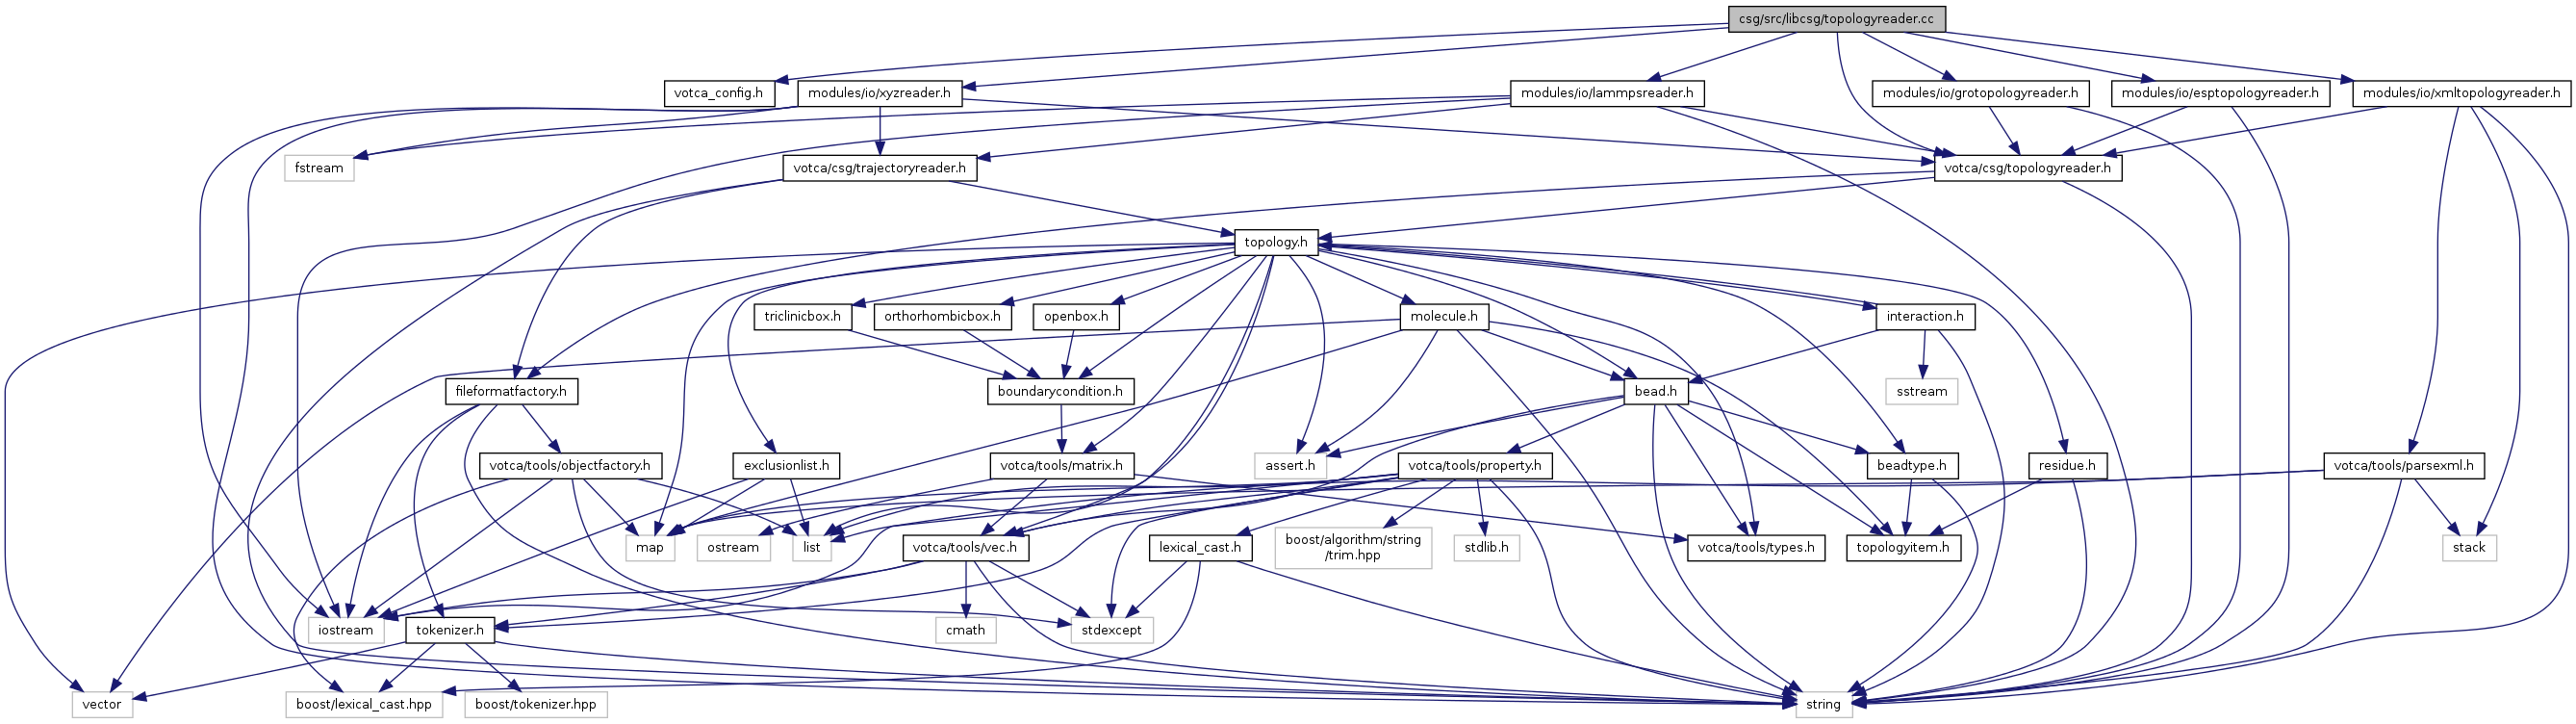 csg/src/libcsg/topologyreader.cc
votca_config.h
modules/io/xyzreader.h
modules/io/lammpsreader.h
modules/io/grotopologyreader.h
modules/io/esptopologyreader.h
modules/io/xmltopologyreader.h
fstream
votca/csg/trajectoryreader.h
votca/csg/topologyreader.h
topology.h
triclinicbox.h
orthorhombicbox.h
openbox.h
molecule.h
interaction.h
fileformatfactory.h
boundarycondition.h
bead.h
sstream
votca/tools/objectfactory.h
exclusionlist.h
votca/tools/matrix.h
assert.h
votca/tools/property.h
beadtype.h
residue.h
votca/tools/parsexml.h
map
ostream
list
votca/tools/vec.h
lexical_cast.h
boost/algorithm/string
/trim.hpp
stdlib.h
votca/tools/types.h
topologyitem.h
stack
iostream
tokenizer.h
cmath
stdexcept
vector
boost/lexical_cast.hpp
boost/tokenizer.hpp
string